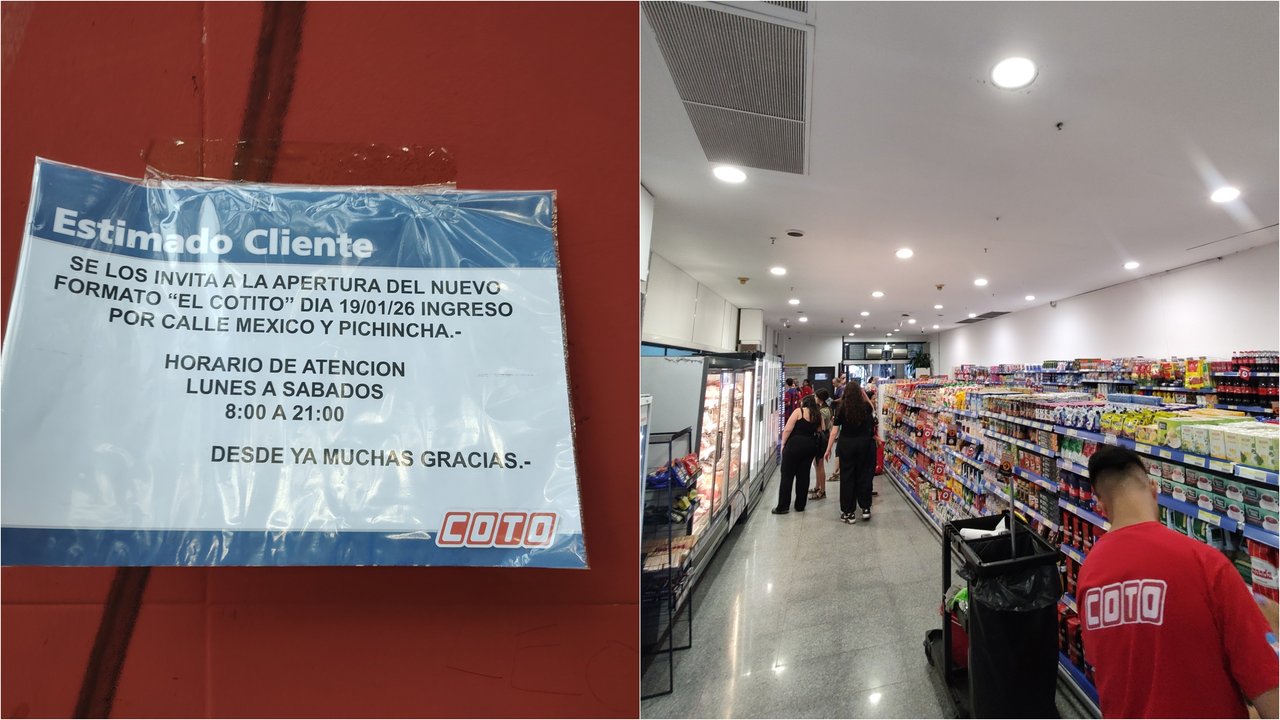 Estimado Cliente
SE LOS INVITA A LA APERTURA DEL NUEVO
FORMATO “EL COTITO” DIA 19/01/26 INGRESO
POR CALLE MEXICO Y PICHINCHA.-
HORARIO DE ATENCION
LUNES A SABADOS
8:00 A 21:00
DESDE YA MUCHAS GRACIAS.-
COTO
COTO